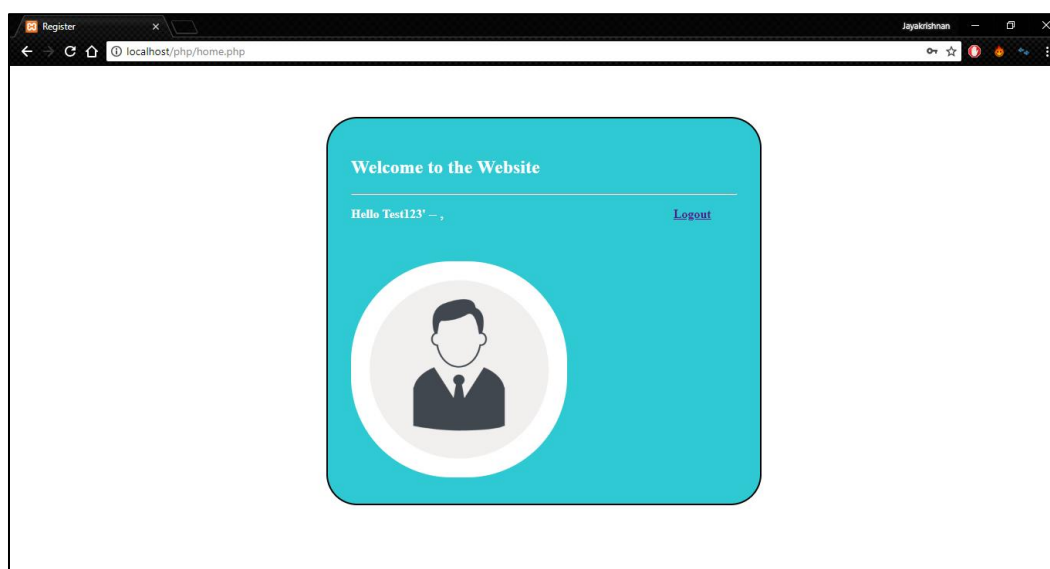 Register
Jayakrishnan
localhost/php/home.php
Welcome to the Website
Hello Test123' -- ,
Logout